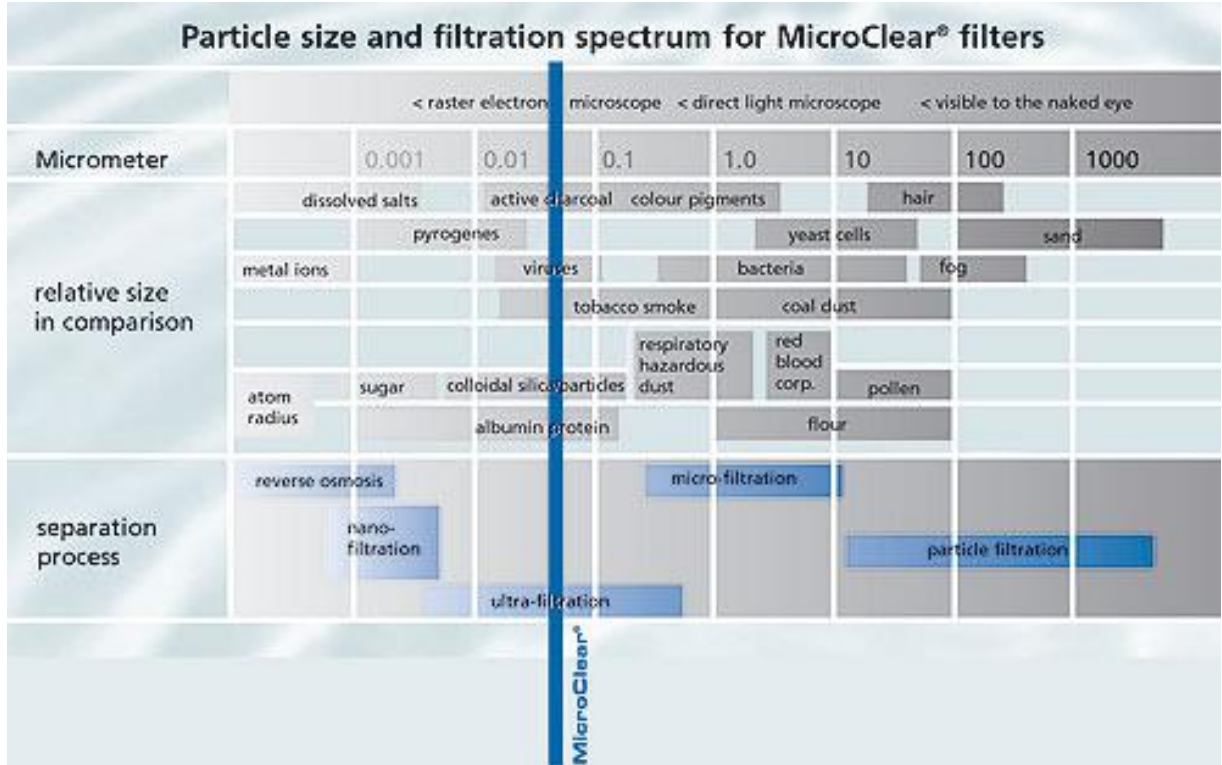 Particle size and filtration spectrum for MicroClear® filters
< raster electron microscope < direct light microscope < visible to the naked eye
Micrometer 0.001 0.01 0.1 1.0 10 100 1000
relative size
in comparison
dissolved salts active charcoal colour pigments hair
pyrogenes yeast cells sand
metal ions viruses bacteria fog
tobacco smoke coal dust
respiratory
hazardous
dust
red
blood
corp.
atom
radius
sugar colloidal silica particles pollen
albumin protein flour
separation
process
reverse osmosis micro-filtration
nano-
filtration
particle filtration
ultra-filtration
MicroClear®